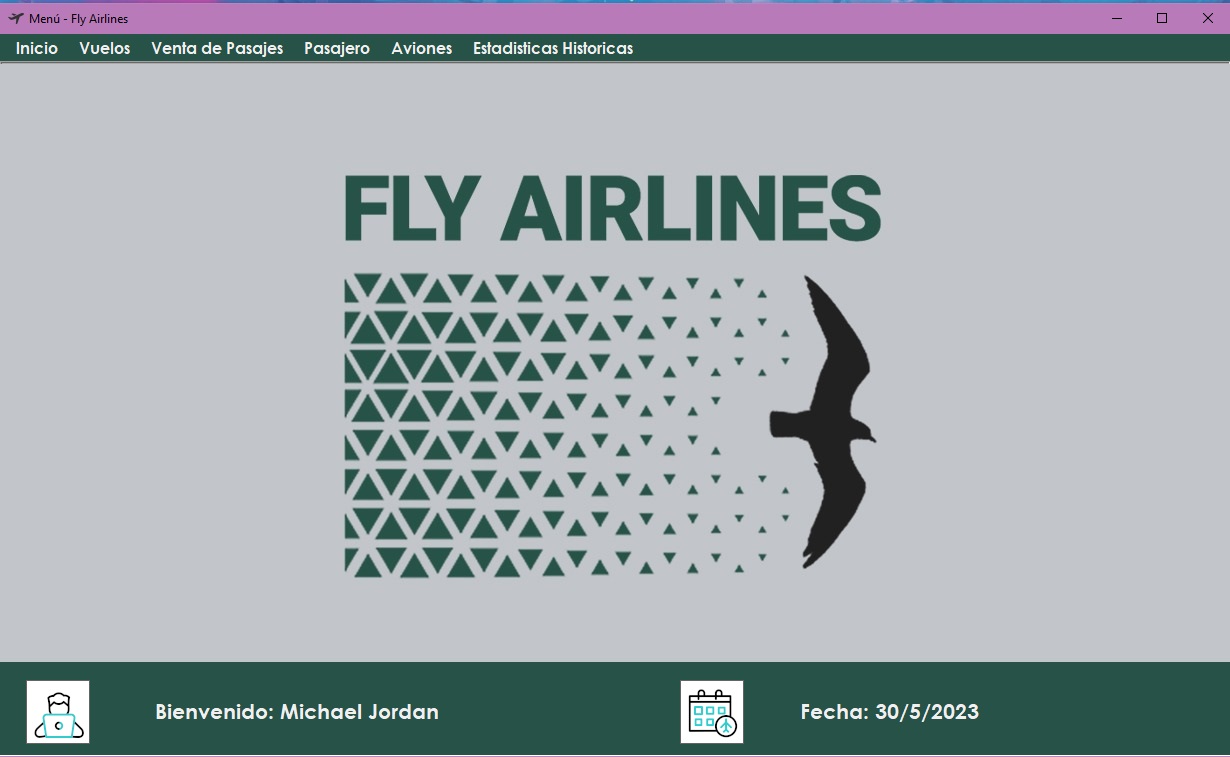 Menú - Fly Airlines
Inicio Vuelos Venta de Pasajes Pasajero Aviones Estadisticas Historicas
FLY AIRLINES
Bienvenido: Michael Jordan Fecha: 30/5/2023